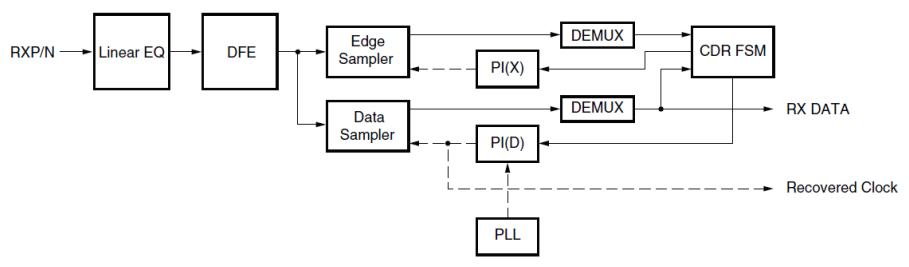 RXP/N
Linear EQ
DFE
Edge
Sampler
DEMUX
PI(X)
CDR FSM
Data
Sampler
DEMUX
RX DATA
PI(D)
Recovered Clock
PLL